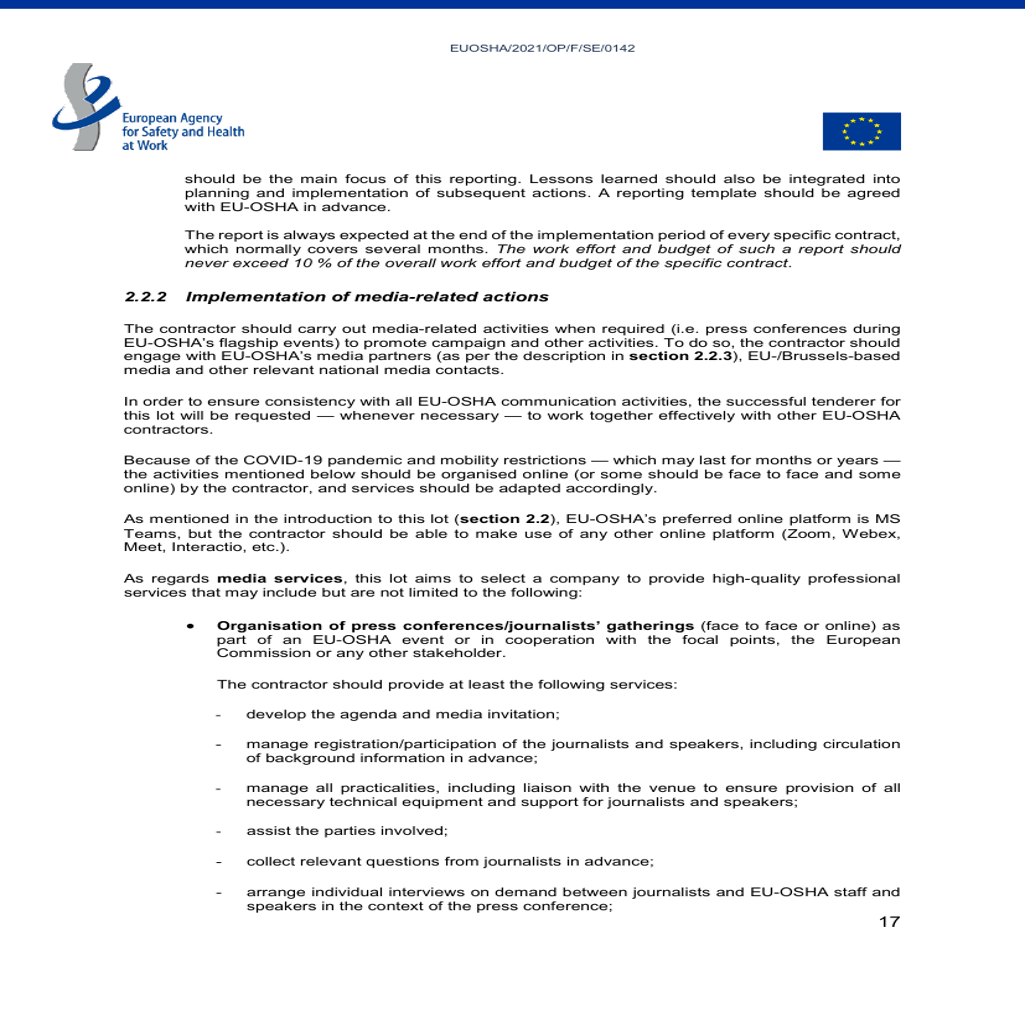 EUOSHA/2021/OP/F/SE/0142
European Agency
for Safety and Health
at Work
should be the main focus of this reporting. Lessons learned should also be integrated into
planning and implementation of subsequent actions. A reporting template should be agreed
with EU-OSHA in advance.
The report is always expected at the end of the implementation period of every specific contract,
which normally covers several months. The work effort and budget of such a report should
never exceed 10 % of the overall work effort and budget of the specific contract.
2.2.2 Implementation of media-related actions
The contractor should carry out media-related activities when required (i.e. press conferences during
EU-OSHA's flagship events) to promote campaign and other activities. To do so, the contractor should
engage with EU-OSHA's media partners (as per the description in section 2.2.3), EU-/Brussels-based
media and other relevant national media contacts.
In order to ensure consistency with all EU-OSHA communication activities, the successful tenderer for
this lot will be requested — whenever necessary — to work together effectively with other EU-OSHA
contractors.
Because of the COVID-19 pandemic and mobility restrictions — which may last for months or years —
the activities mentioned below should be organised online (or some should be face to face and some
online) by the contractor, and services should be adapted accordingly.
As mentioned in the introduction to this lot (section 2.2), EU-OSHA's preferred online platform is MS
Teams, but the contractor should be able to make use of any other online platform (Zoom, Webex,
Meet, Interactio, etc.).
As regards media services, this lot aims to select a company to provide high-quality professional
services that may include but are not limited to the following:
• Organisation of press conferences/journalists' gatherings (face to face or online) as
part of an EU-OSHA event or in cooperation with the focal points, the European
Commission or any other stakeholder.
The contractor should provide at least the following services:
- develop the agenda and media invitation;
- manage registration/participation of the journalists and speakers, including circulation
of background information in advance;
- manage all practicalities, including liaison with the venue to ensure provision of all
necessary technical equipment and support for journalists and speakers;
- assist the parties involved;
- collect relevant questions from journalists in advance;
- arrange individual interviews on demand between journalists and EU-OSHA staff and
speakers in the context of the press conference;
17